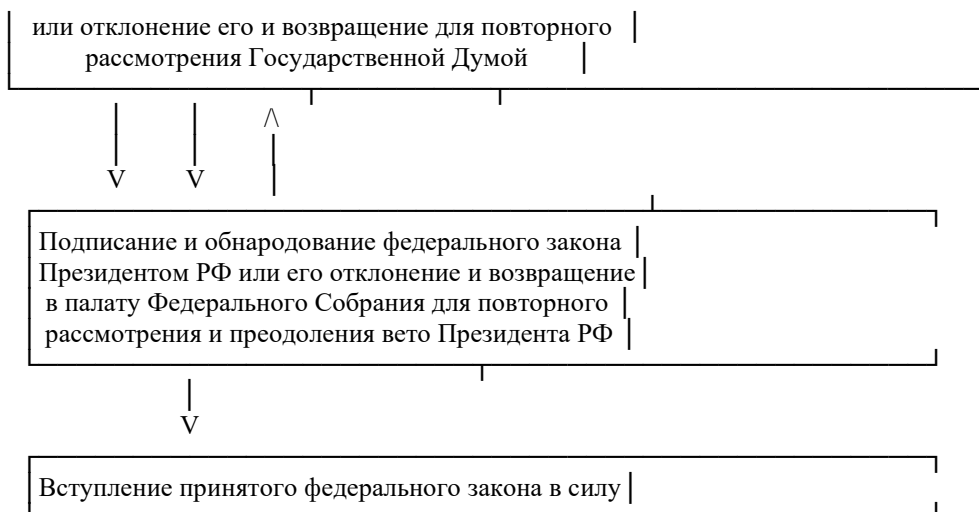 или отклонение его и возвращение для повторного
рассмотрения Государственной Думой
Подписание и обнародование федерального закона
Президентом РФ или его отклонение и возвращение
в палату Федерального Собрания для повторного
рассмотрения и преодоления вето Президента РФ
Вступление принятого федерального закона в силу